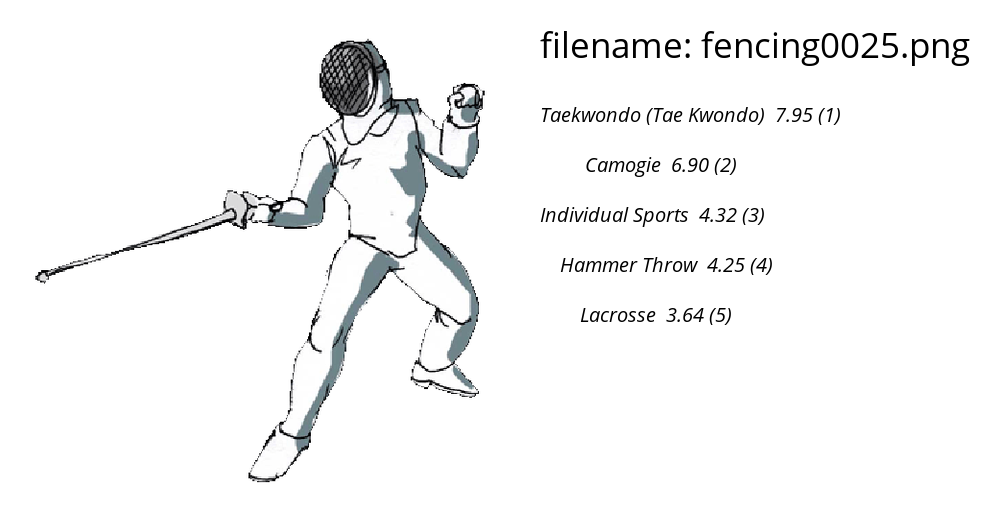 filename: fencing0025.png
Taekwondo (Tae Kwondo) 7.95 (1)
Camogie 6.90 (2)
Individual Sports 4.32 (3)
Hammer Throw 4.25 (4)
Lacrosse 3.64 (5)